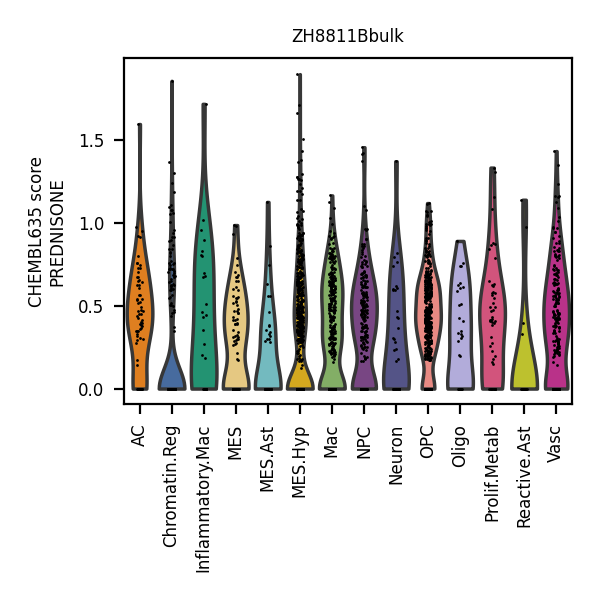 ZH8811Bbulk
CHEMBL635 score
PREDNISONE
1.5
1.0
0.5
0.0
AC
Chromatin.Reg
Inflammatory.Mac
MES
MES.Ast
MES.Hyp
Mac
NPC
Neuron
OPC
Oligo
Prolif.Metab
Reactive.Ast
Vasc